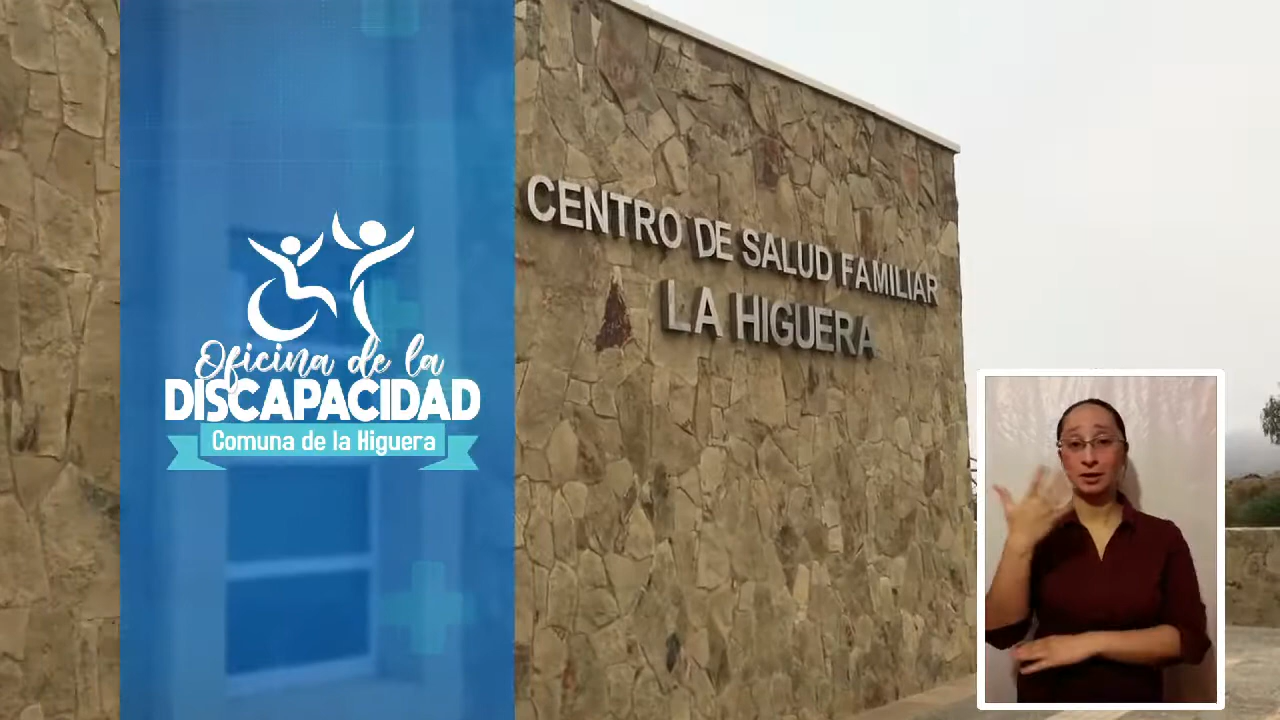 Oficina de la
DISCAPACIDAD
Comuna de la Higuera
CENTRO DE SALUD FAMILIAR
LA HIGUERA